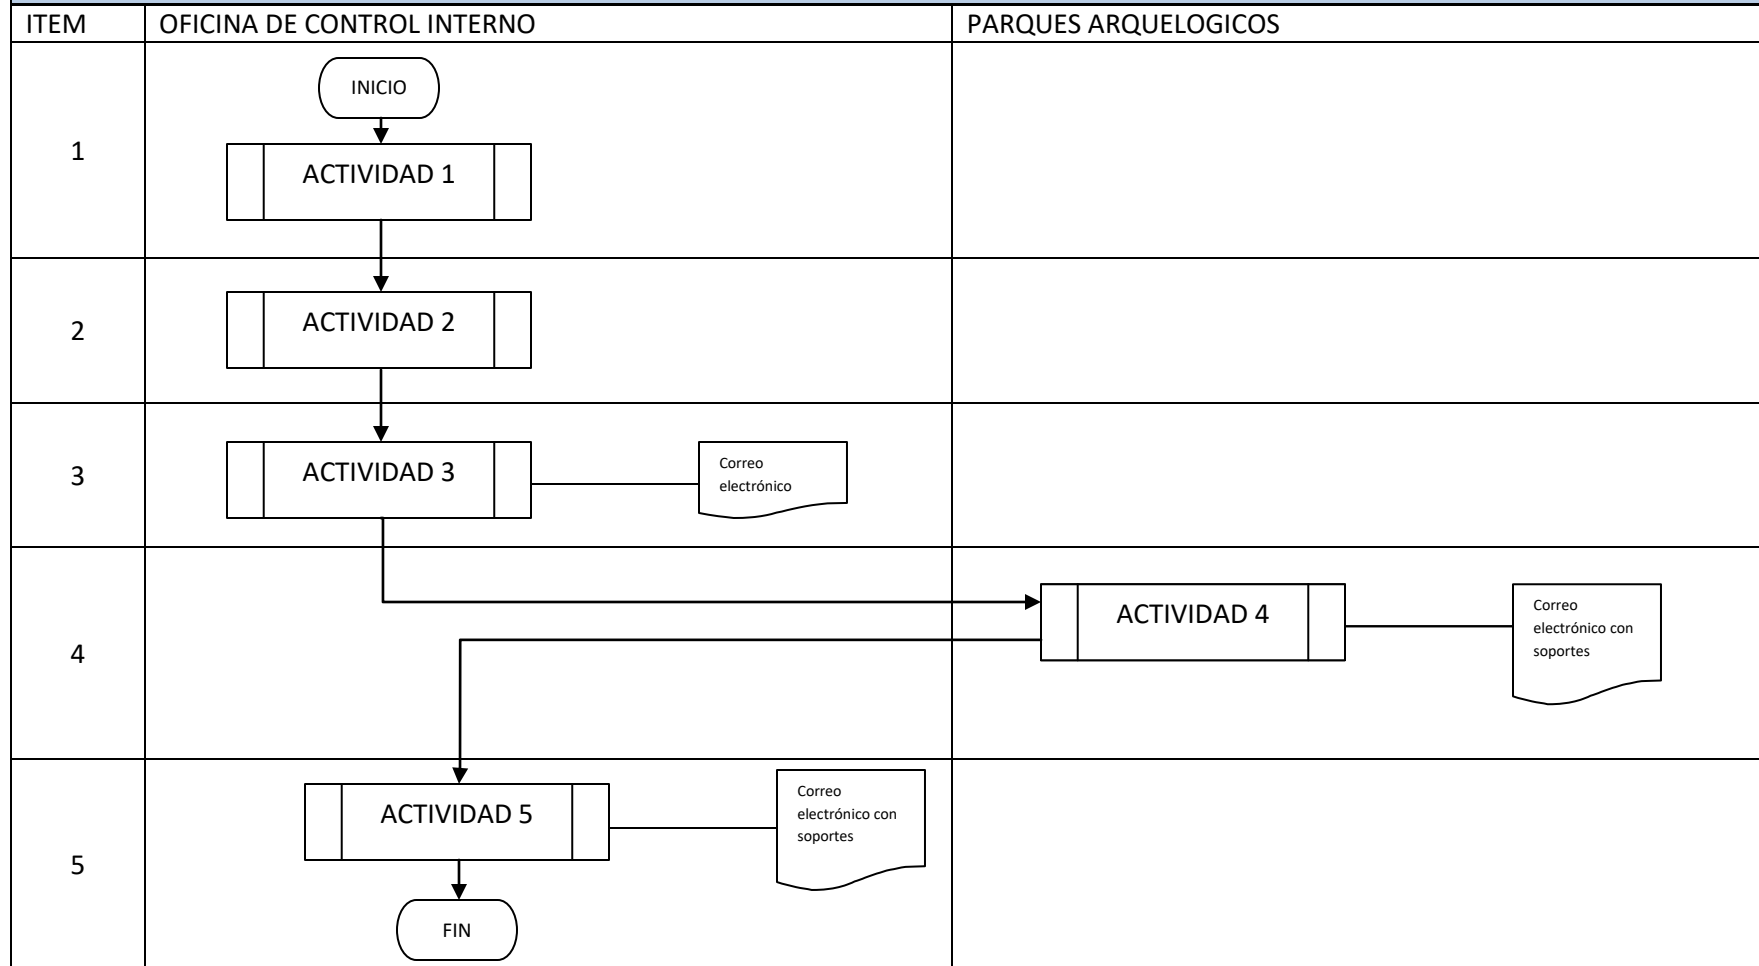 ITEM
OFICINA DE CONTROL INTERNO
PARQUES ARQUELOGICOS
1
INICIO
ACTIVIDAD 1
2
ACTIVIDAD 2
3
ACTIVIDAD 3
Correo
electrónico
4
ACTIVIDAD 4
Correo
electrónico con
soportes
5
ACTIVIDAD 5
Correo
electrónico con
soportes
FIN